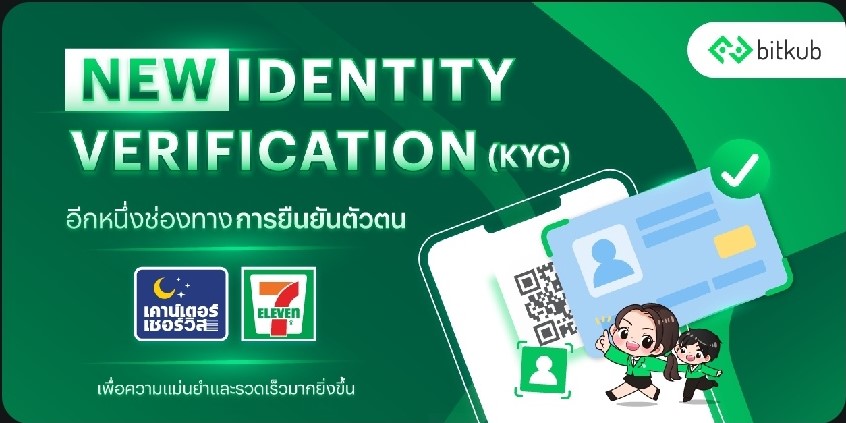 bitkub
NEW IDENTITY
VERIFICATION (KYC)
อีกหนึ่งช่องทางการยืนยันตัวตน
เคาน์เตอร์
เซอร์วิส
7
ELEVEN
เพื่อความแม่นยำและรวดเร็วมากยิ่งขึ้น